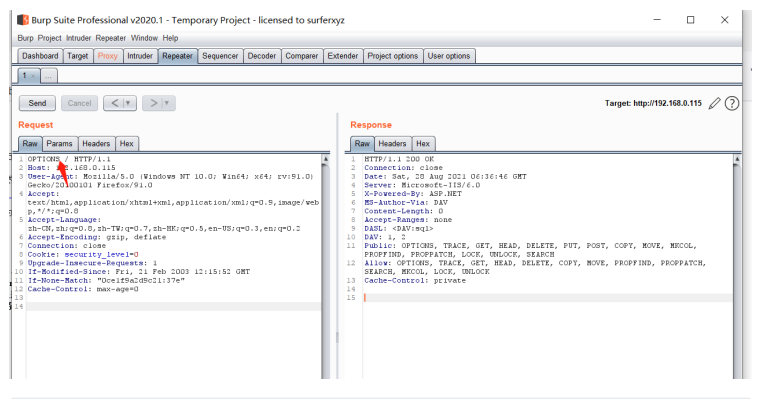 Burp Suite Professional v2020.1 - Temporary Project - licensed to surferxyz
Burp Project Intruder Repeater Window Help
Dashboard Target Proxy Intruder Repeater Sequencer Decoder Comparer Extender Project options User options
1 × ...
Send Cancel < > Target: http://192.168.0.115
Request
Raw Params Headers Hex
1 OPTIONS / HTTP/1.1
2 Host: 192.168.0.115
3 User-Agent: Mozilla/5.0 (Windows NT 10.0; Win64; x64; rv:91.0)
Gecko/20100101 Firefox/91.0
4 Accept:
text/html,application/xhtml+xml,application/xml;q=0.9,image/web
p,*/*;q=0.8
5 Accept-Language:
zh-CN,zh;q=0.8,zh-TW;q=0.7,zh-HK;q=0.5,en-US;q=0.3,en;q=0.2
6 Accept-Encoding: gzip, deflate
7 Connection: close
8 Cookie: security_level=0
9 Upgrade-Insecure-Requests: 1
10 If-Modified-Since: Fri, 21 Feb 2003 12:15:52 GMT
11 If-None-Match: "0ce1f9a2d9c21:37e"
12 Cache-Control: max-age=0
13
14
Response
Raw Headers Hex
1 HTTP/1.1 200 OK
2 Connection: close
3 Date: Sat, 28 Aug 2021 06:36:46 GMT
4 Server: Microsoft-IIS/6.0
5 X-Powered-By: ASP.NET
6 MS-Author-Via: DAV
7 Content-Length: 0
8 Accept-Ranges: none
9 DASL: <DAV:sql>
10 DAV: 1, 2
11 Public: OPTIONS, TRACE, GET, HEAD, DELETE, PUT, POST, COPY, MOVE, MKCOL,
PROPFIND, PROPPATCH, LOCK, UNLOCK, SEARCH
12 Allow: OPTIONS, TRACE, GET, HEAD, DELETE, COPY, MOVE, PROPFIND, PROPPATCH,
SEARCH, MKCOL, LOCK, UNLOCK
13 Cache-Control: private
14
15